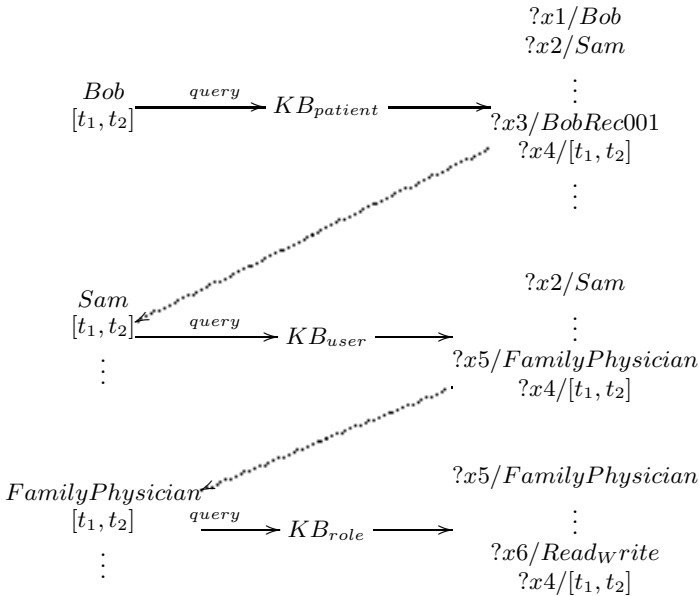 ?x1/Bob
?x2/Sam
⋮
Bob
[t₁, t₂]
query
KB_patient
?x3/BobRec001
?x4/[t₁, t₂]
⋮
Sam
[t₁, t₂]
⋮
query
KB_user
?x2/Sam
⋮
?x5/FamilyPhysician
?x4/[t₁, t₂]
FamilyPhysician
[t₁, t₂]
⋮
query
KB_role
?x5/FamilyPhysician
⋮
?x6/Read_Write
?x4/[t₁, t₂]